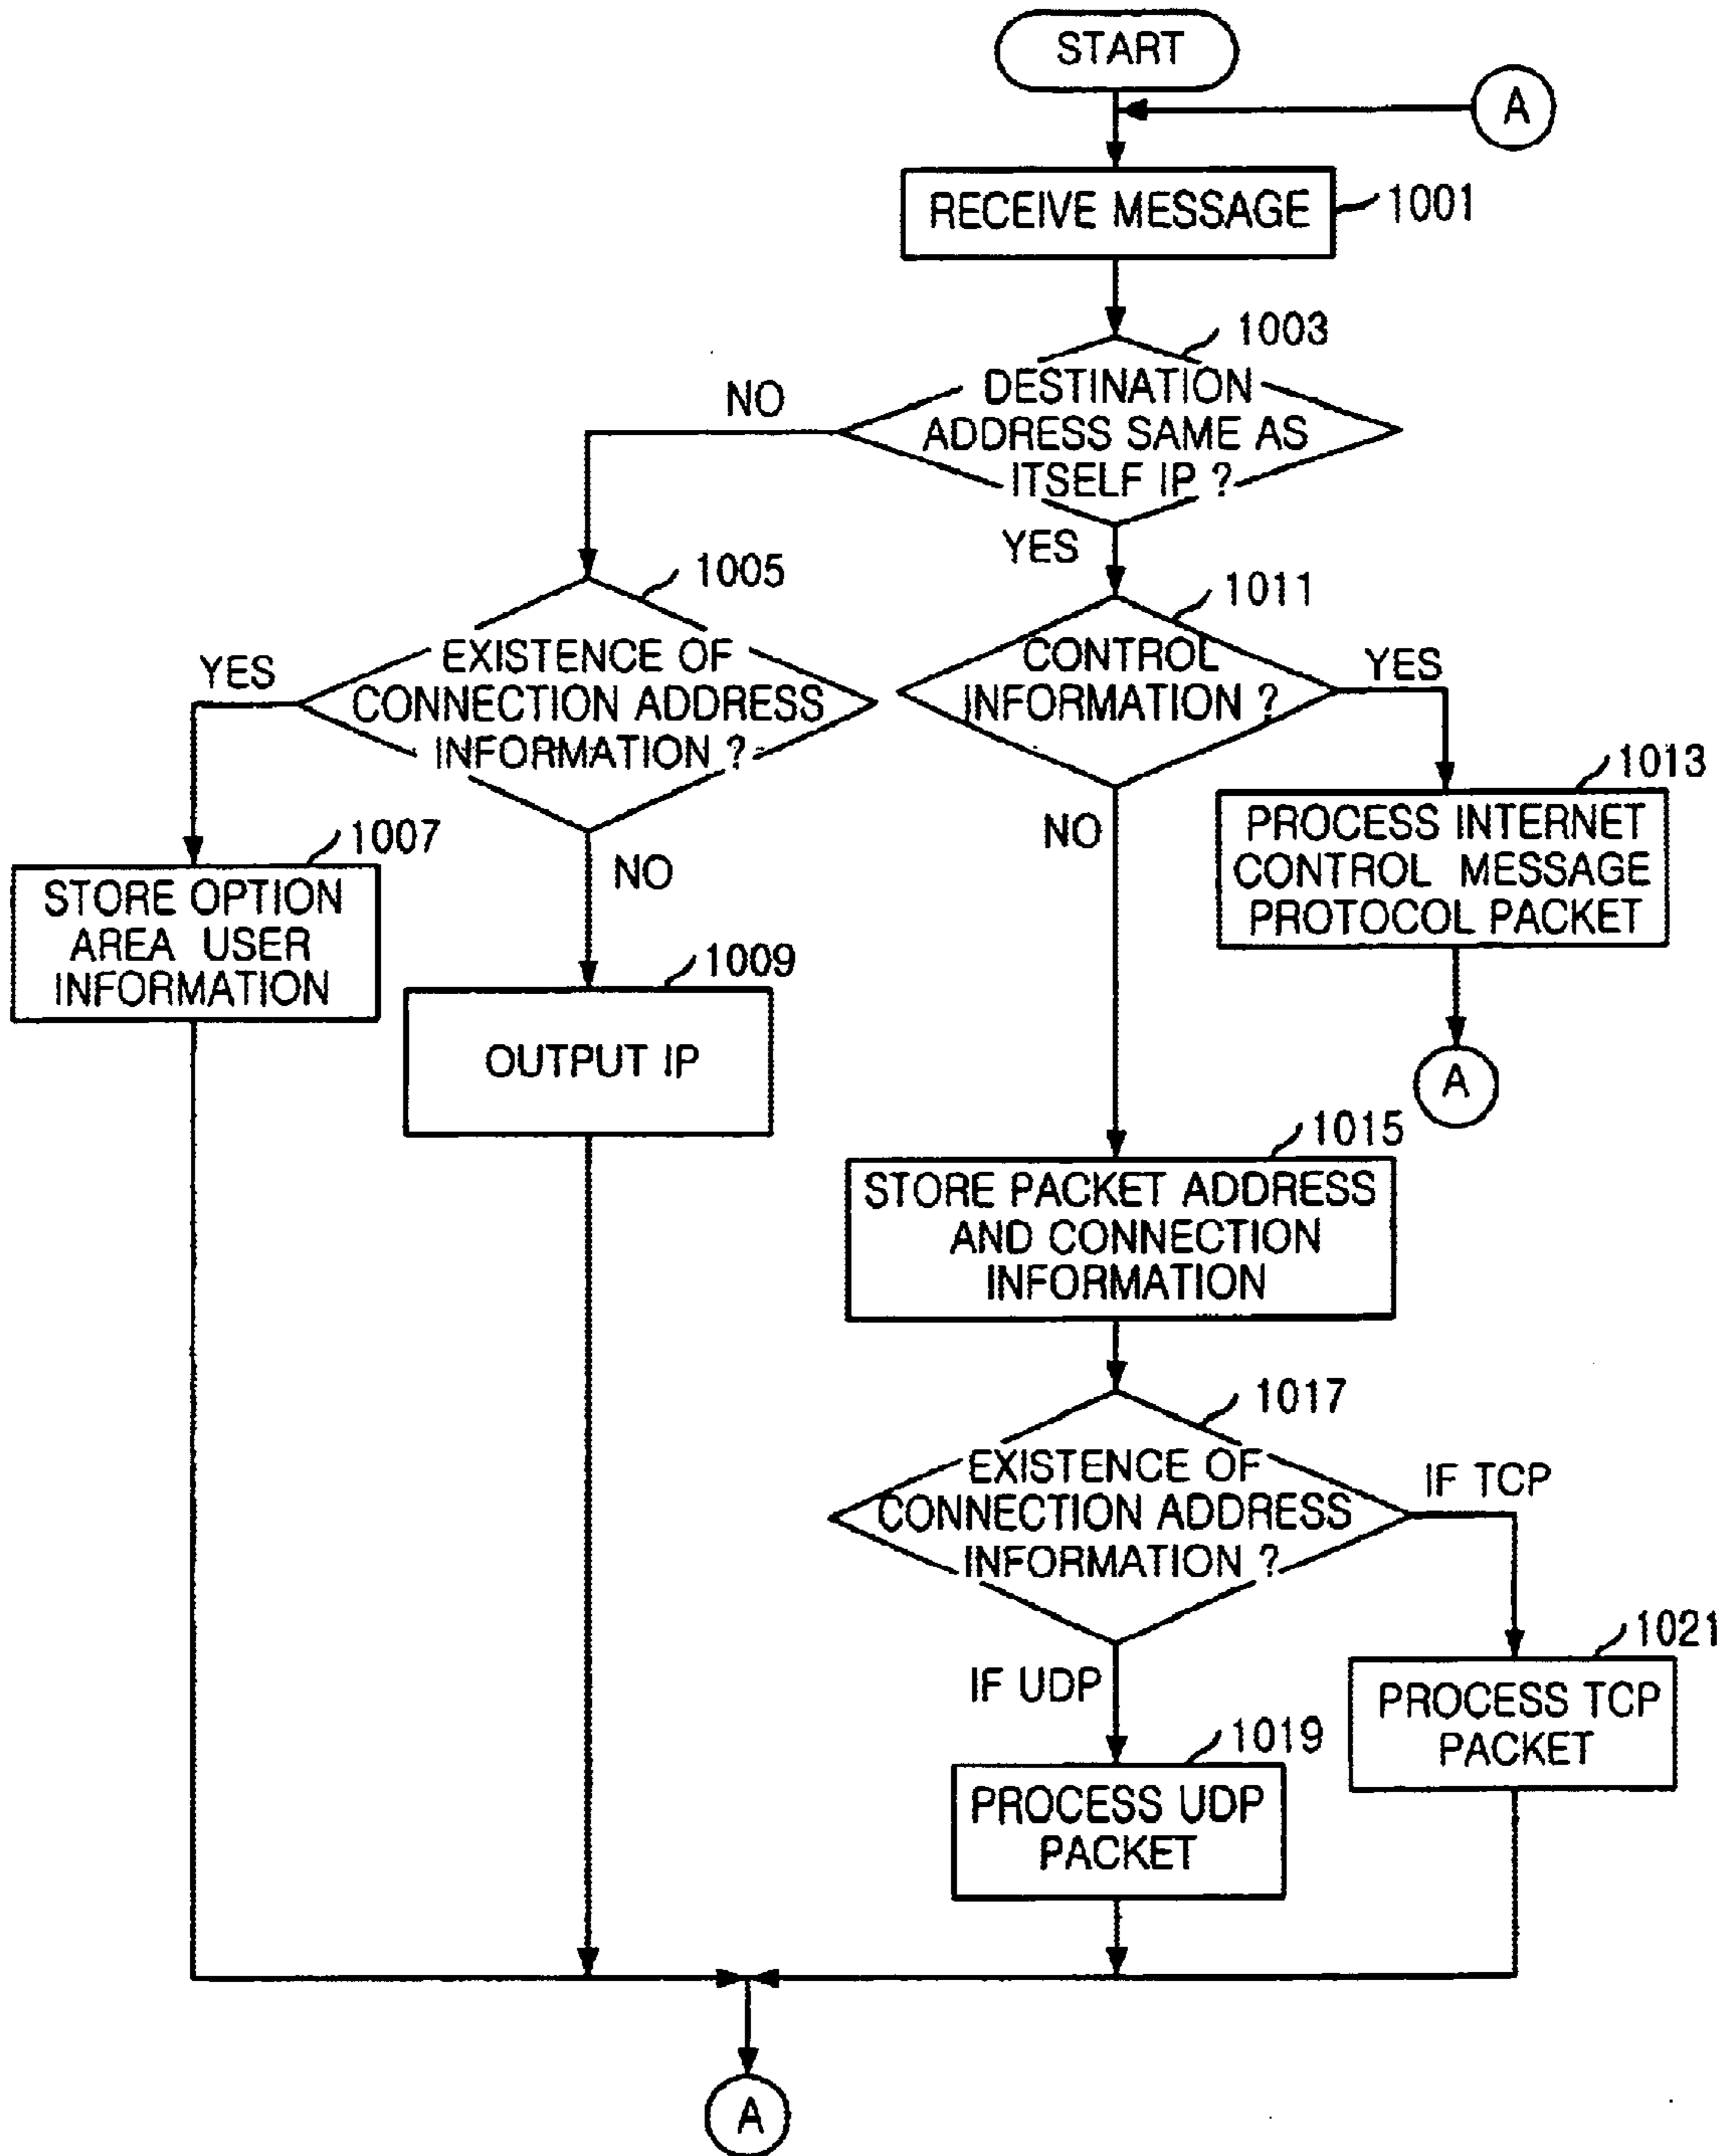 START
A
RECEIVE MESSAGE
1001
1003
DESTINATION
ADDRESS SAME AS
ITSELF IP ?
NO
YES
1005
EXISTENCE OF
CONNECTION ADDRESS
INFORMATION ?
YES
NO
1011
CONTROL
INFORMATION ?
YES
NO
1007
STORE OPTION
AREA USER
INFORMATION
1009
OUTPUT IP
1013
PROCESS INTERNET
CONTROL MESSAGE
PROTOCOL PACKET
A
1015
STORE PACKET ADDRESS
AND CONNECTION
INFORMATION
1017
EXISTENCE OF
CONNECTION ADDRESS
INFORMATION ?
IF TCP
IF UDP
1021
PROCESS TCP
PACKET
1019
PROCESS UDP
PACKET
A